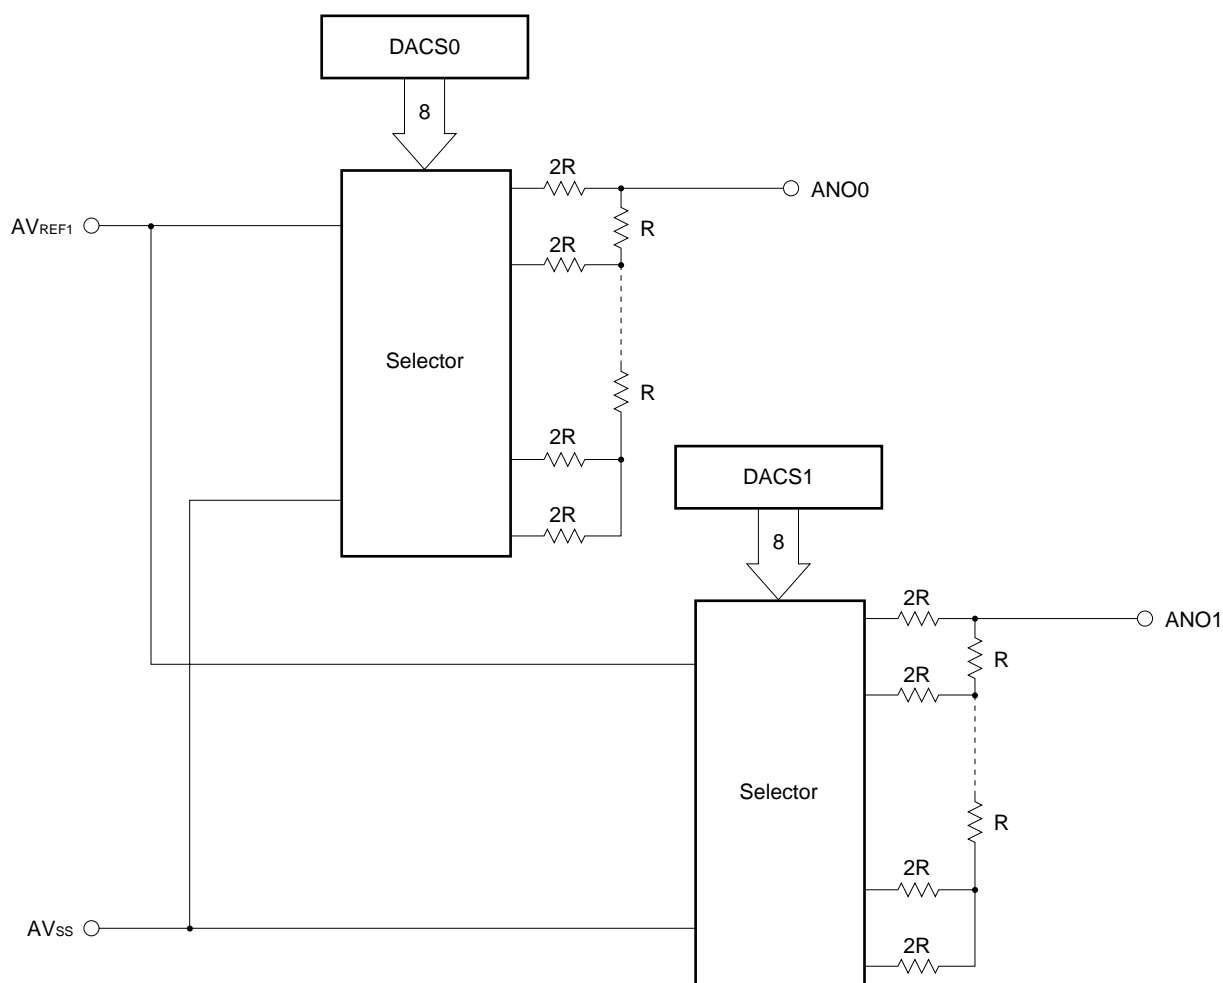 DACS0
8
2R
ANO0
AVREF1
R
2R
Selector
R
2R
DACS1
2R
8
2R
ANO1
R
2R
Selector
R
2R
AVSS
2R